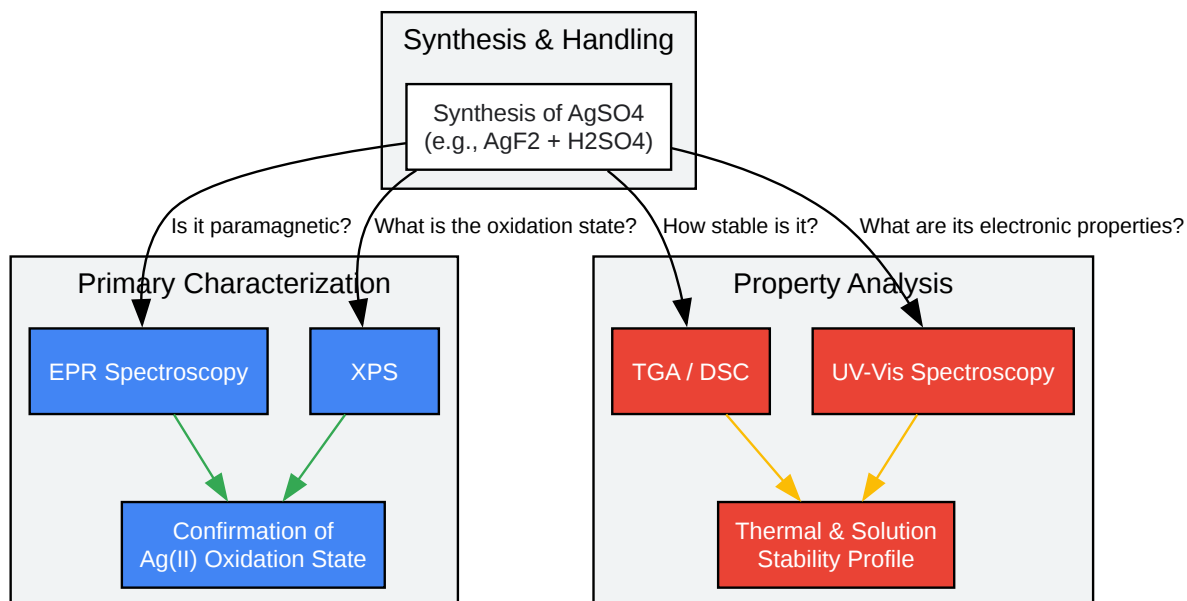 Synthesis & Handling
Synthesis of AgSO4
(e.g., AgF2 + H2SO4)
Is it paramagnetic?
What is the oxidation state?
How stable is it?
What are its electronic properties?
Primary Characterization
Property Analysis
EPR Spectroscopy
XPS
TGA / DSC
UV-Vis Spectroscopy
Confirmation of
Ag(II) Oxidation State
Thermal & Solution
Stability Profile